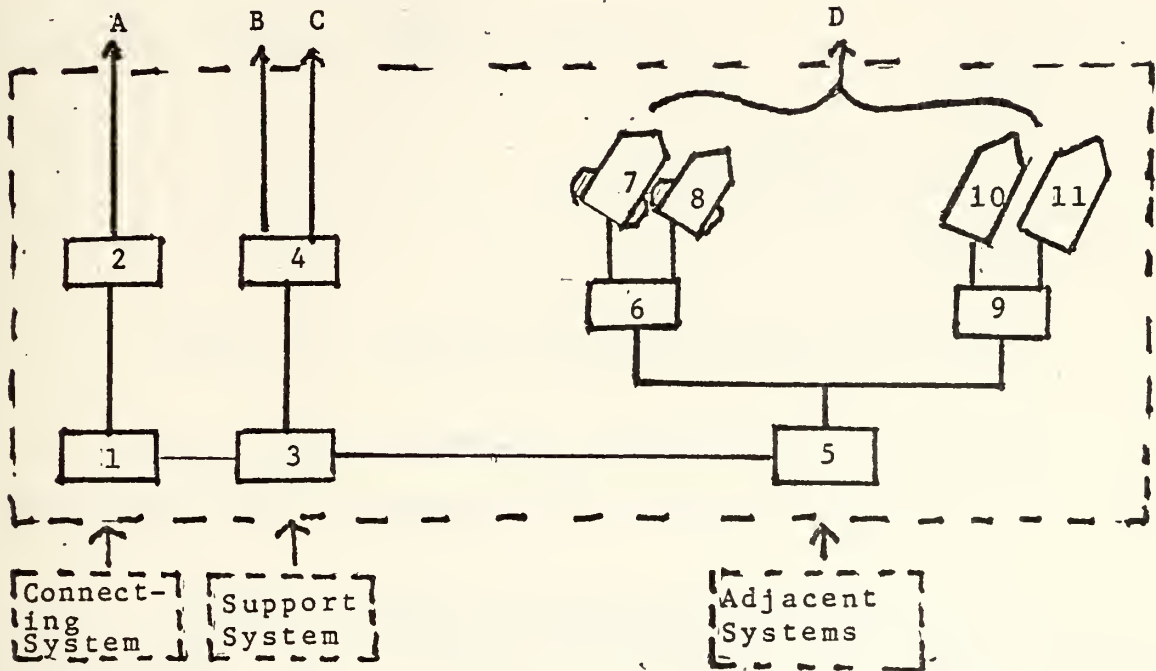 A B C D
7 8 10 11
2 4 6 9
1 3 5
Connect-
ing
System
Support
System
Adjacent
Systems